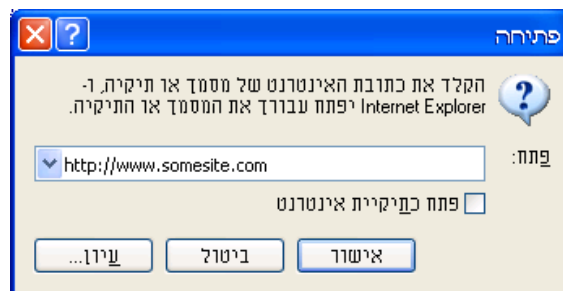 פתיחה
הקלד את כתובת האינטרנט של מסמך או תיקיה, ו-
Internet Explorer יפתח עבורך את המסמך או התיקיה.
פתח:
http://www.somesite.com
פתח כתיקיית אינטרנט
אישור
ביטול
עיון...